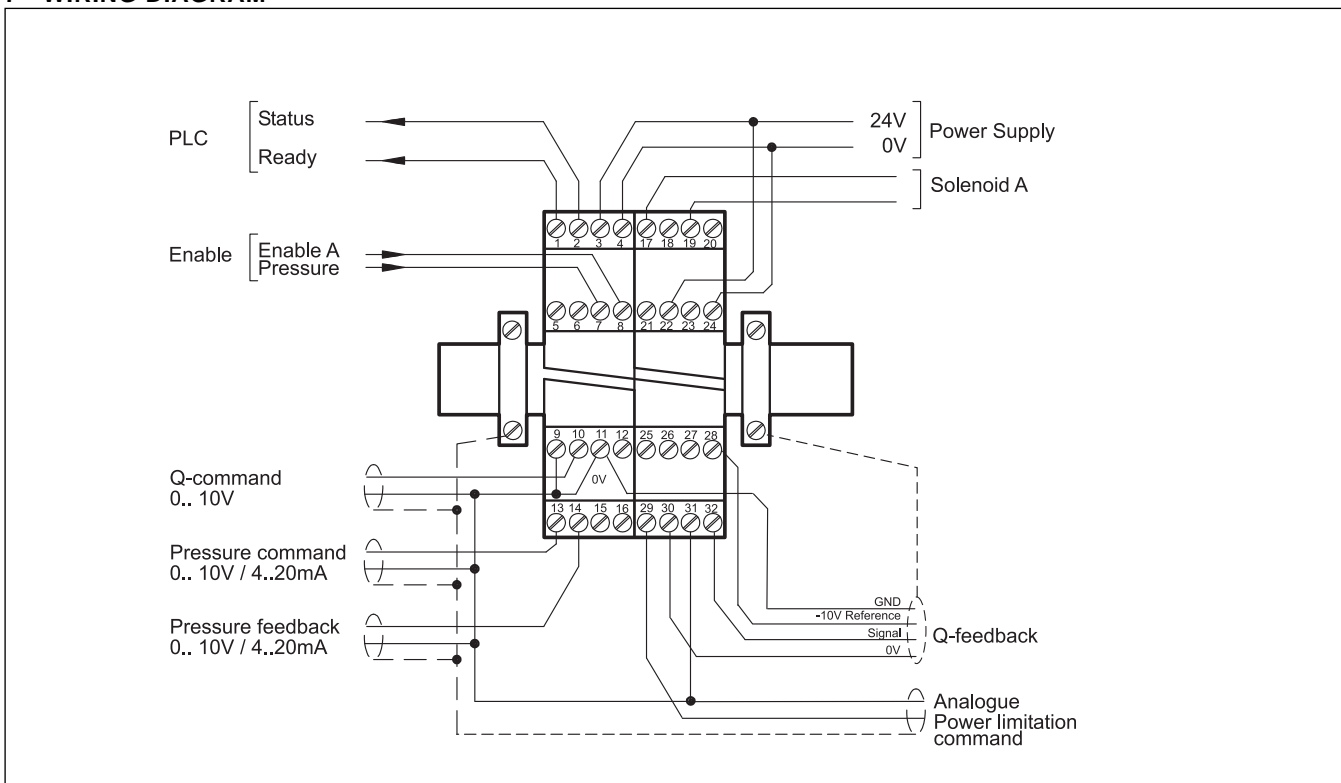 PLC
Status
Ready
24V
0V
Power Supply
Solenoid A
Enable
Enable A
Pressure
1 2 3 4 17 18 19 20
5 6 7 8 21 22 23 24
9 10 11 12 25 26 27 28
0V
13 14 15 16 29 30 31 32
Q-command
0.. 10V
Pressure command
0.. 10V / 4..20mA
Pressure feedback
0.. 10V / 4..20mA
GND
-10V Reference
Signal
0V
Q-feedback
Analogue
Power limitation
command